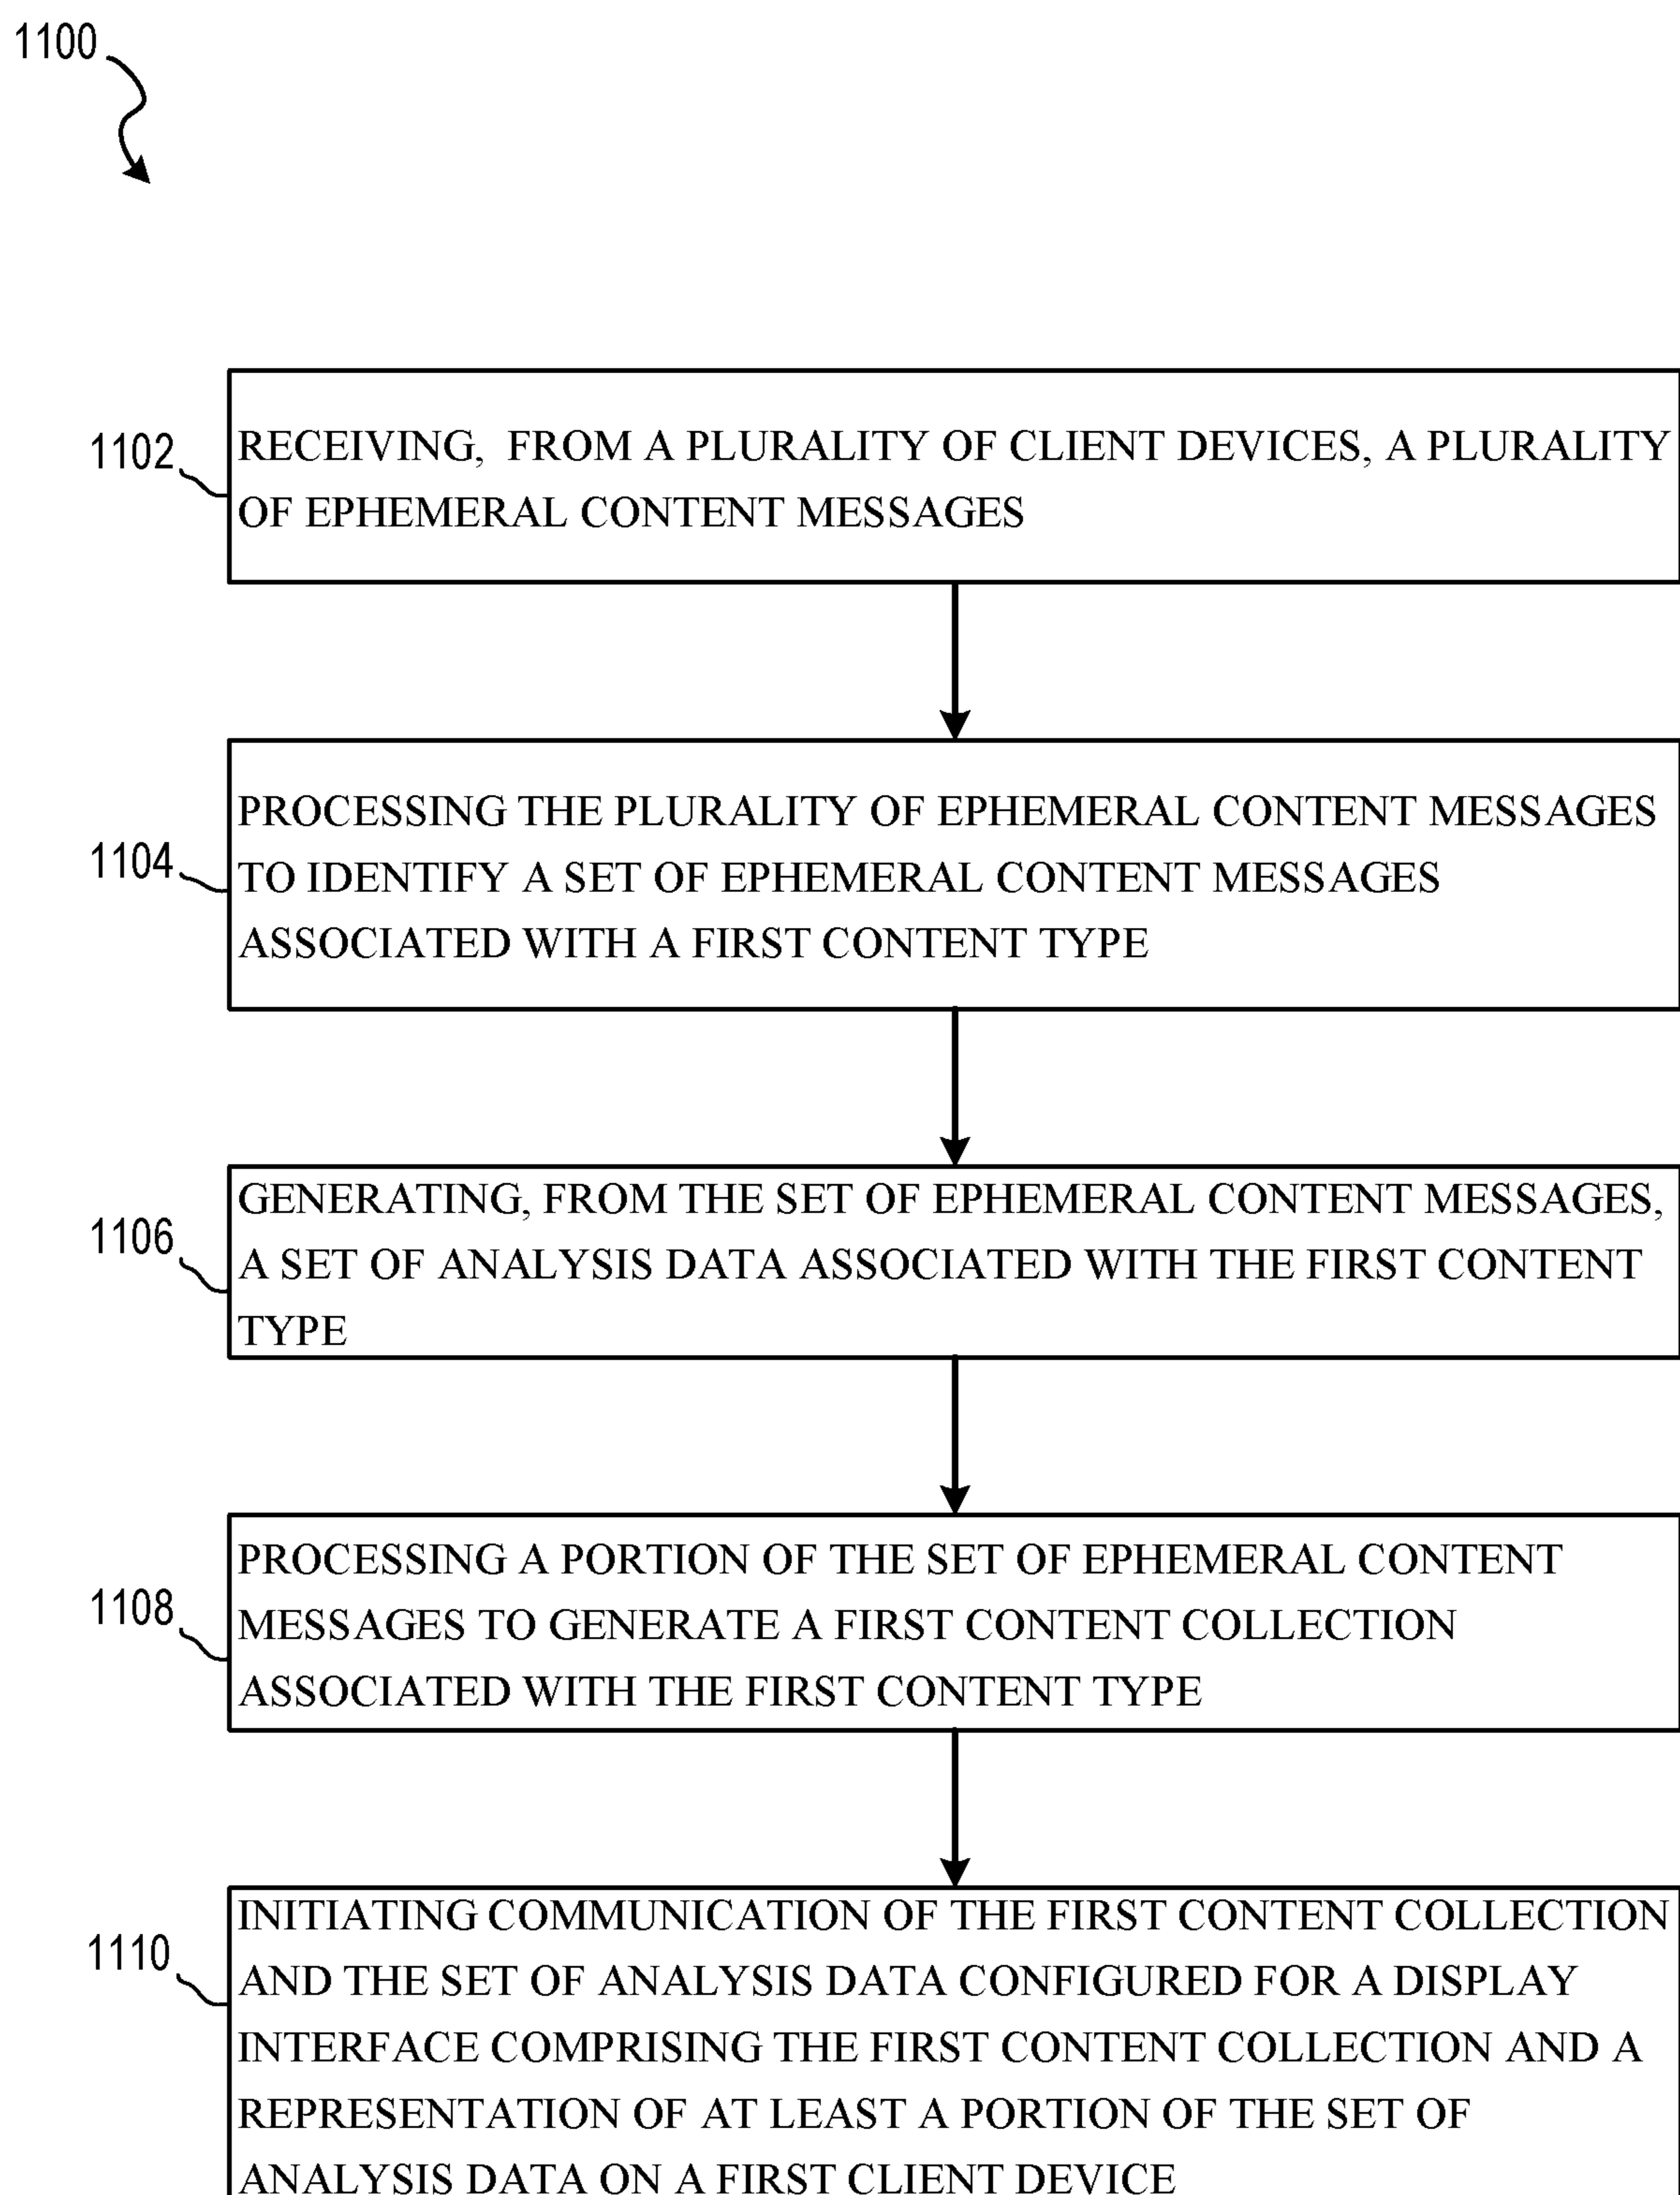 1100
1102
RECEIVING, FROM A PLURALITY OF CLIENT DEVICES, A PLURALITY
OF EPHEMERAL CONTENT MESSAGES
1104
PROCESSING THE PLURALITY OF EPHEMERAL CONTENT MESSAGES
TO IDENTIFY A SET OF EPHEMERAL CONTENT MESSAGES
ASSOCIATED WITH A FIRST CONTENT TYPE
1106
GENERATING, FROM THE SET OF EPHEMERAL CONTENT MESSAGES,
A SET OF ANALYSIS DATA ASSOCIATED WITH THE FIRST CONTENT
TYPE
1108
PROCESSING A PORTION OF THE SET OF EPHEMERAL CONTENT
MESSAGES TO GENERATE A FIRST CONTENT COLLECTION
ASSOCIATED WITH THE FIRST CONTENT TYPE
1110
INITIATING COMMUNICATION OF THE FIRST CONTENT COLLECTION
AND THE SET OF ANALYSIS DATA CONFIGURED FOR A DISPLAY
INTERFACE COMPRISING THE FIRST CONTENT COLLECTION AND A
REPRESENTATION OF AT LEAST A PORTION OF THE SET OF
ANALYSIS DATA ON A FIRST CLIENT DEVICE